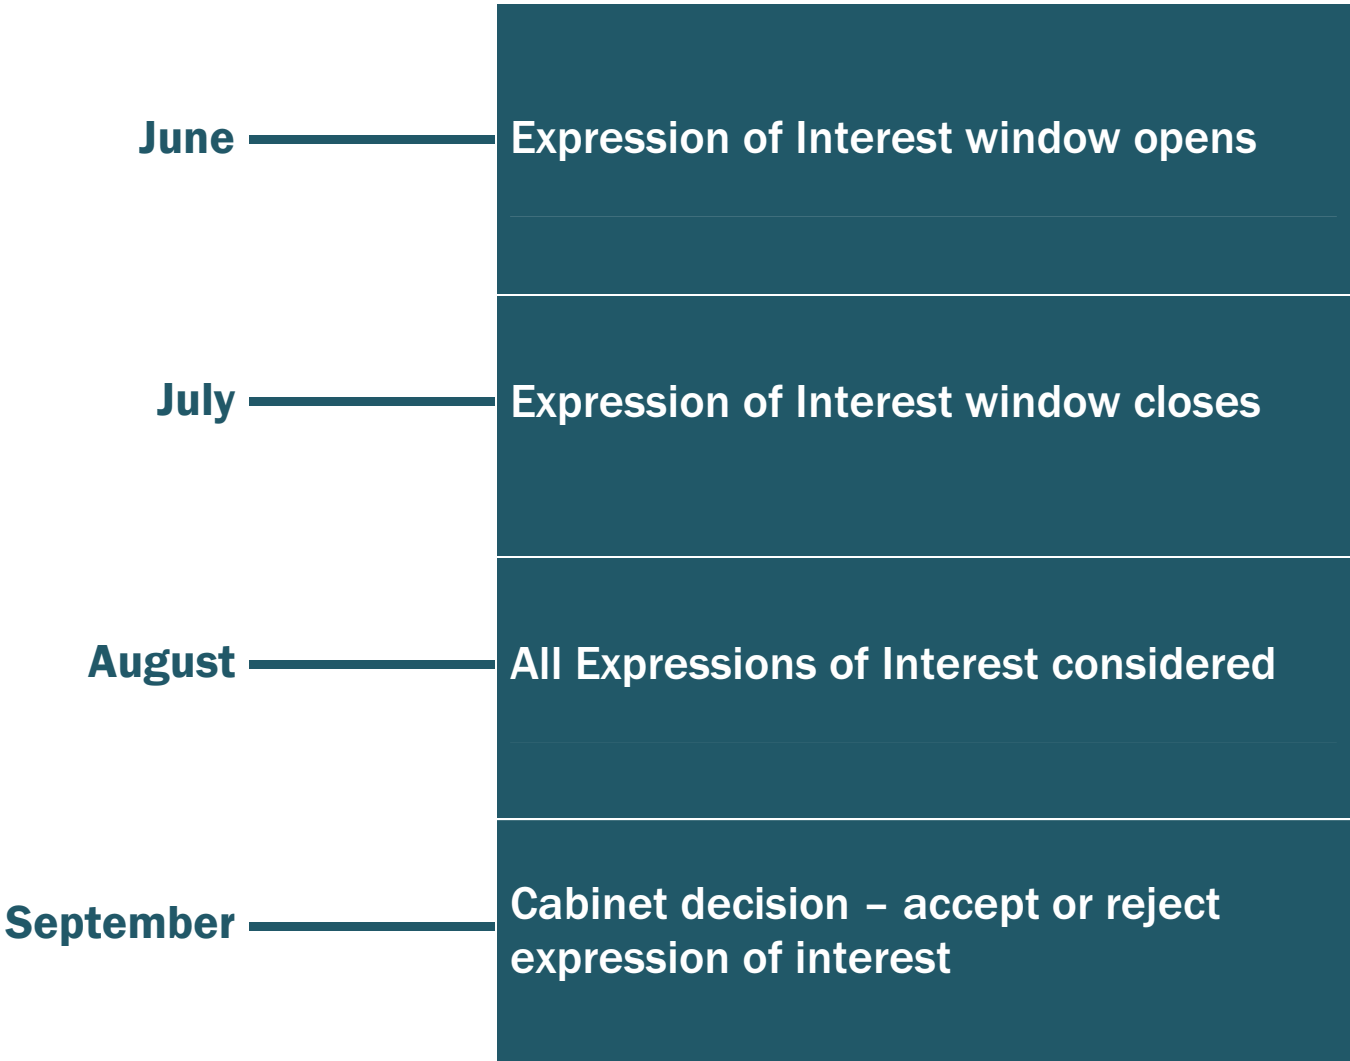 June
Expression of Interest window opens
July
Expression of Interest window closes
August
All Expressions of Interest considered
September
Cabinet decision – accept or reject
expression of interest